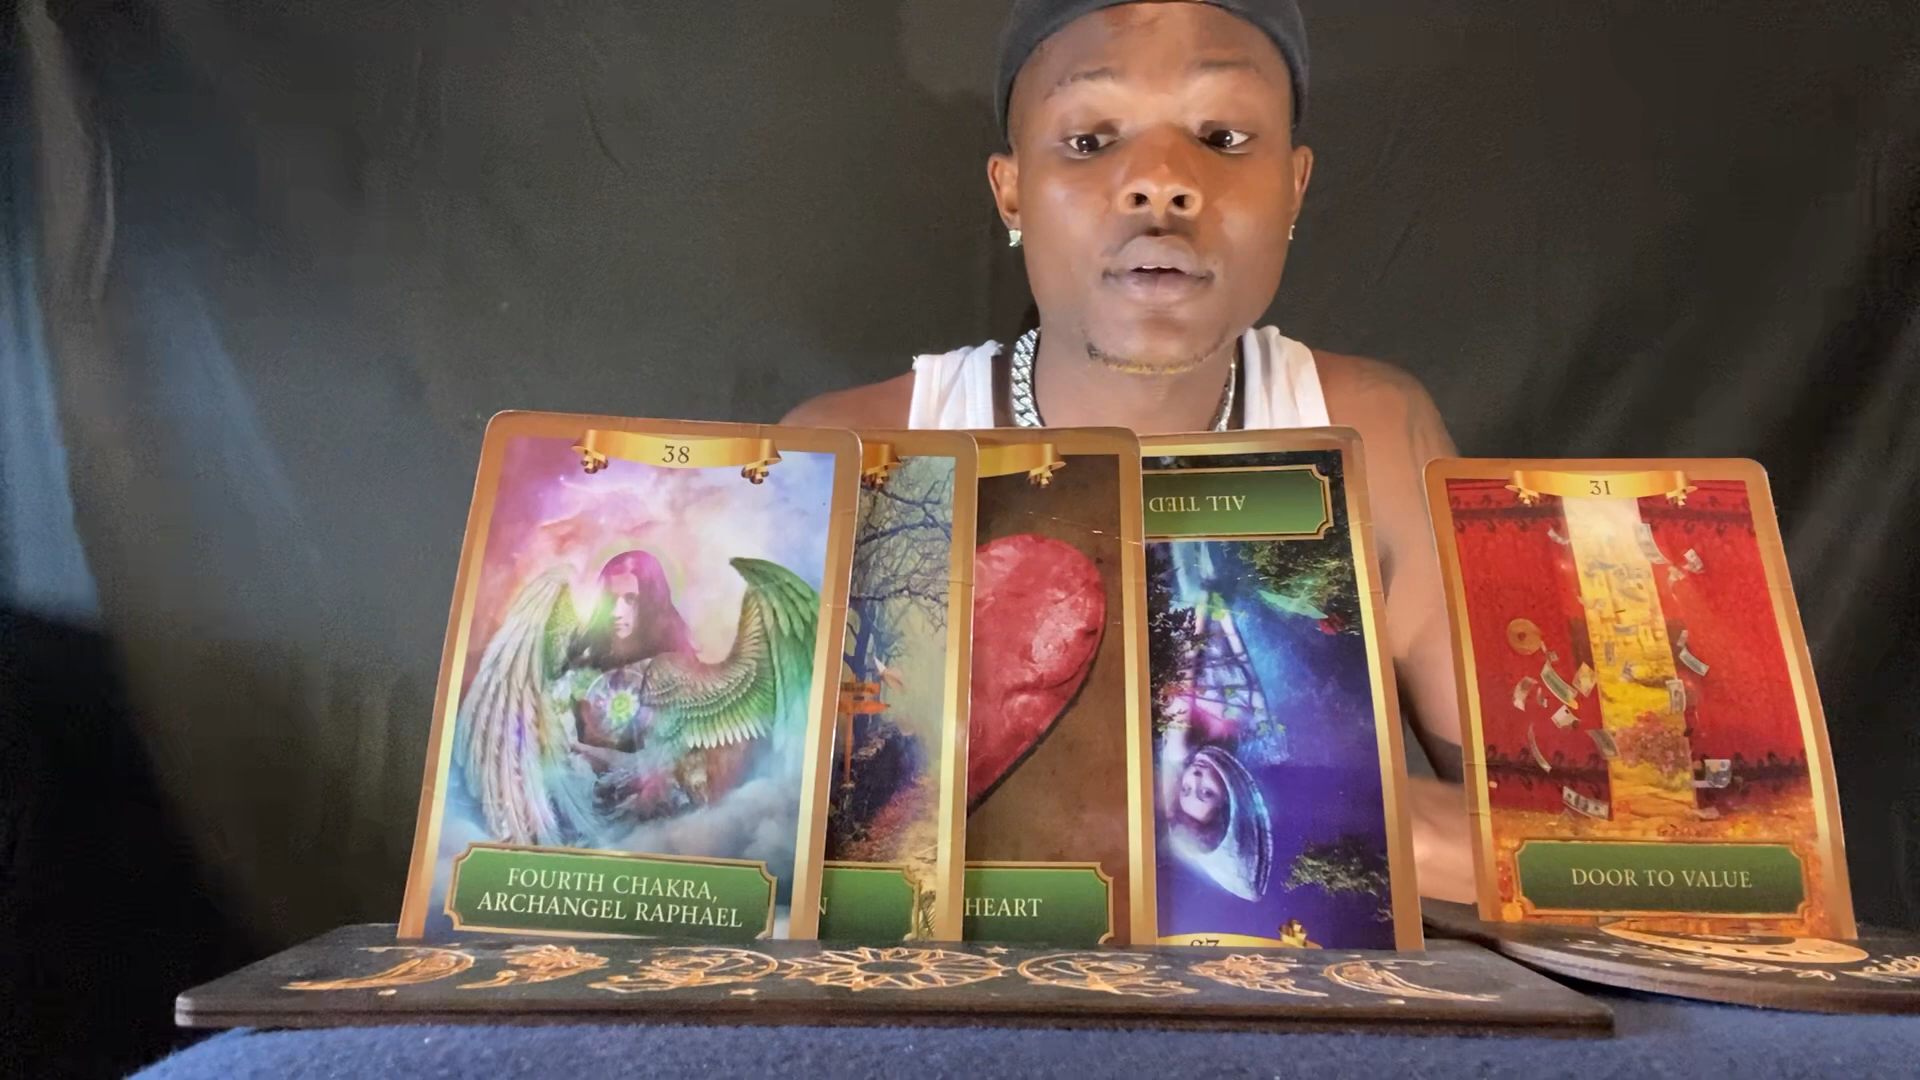 38
FOURTH CHAKRA,
ARCHANGEL RAPHAEL
N
HEART
ALL TIED
31
DOOR TO VALUE